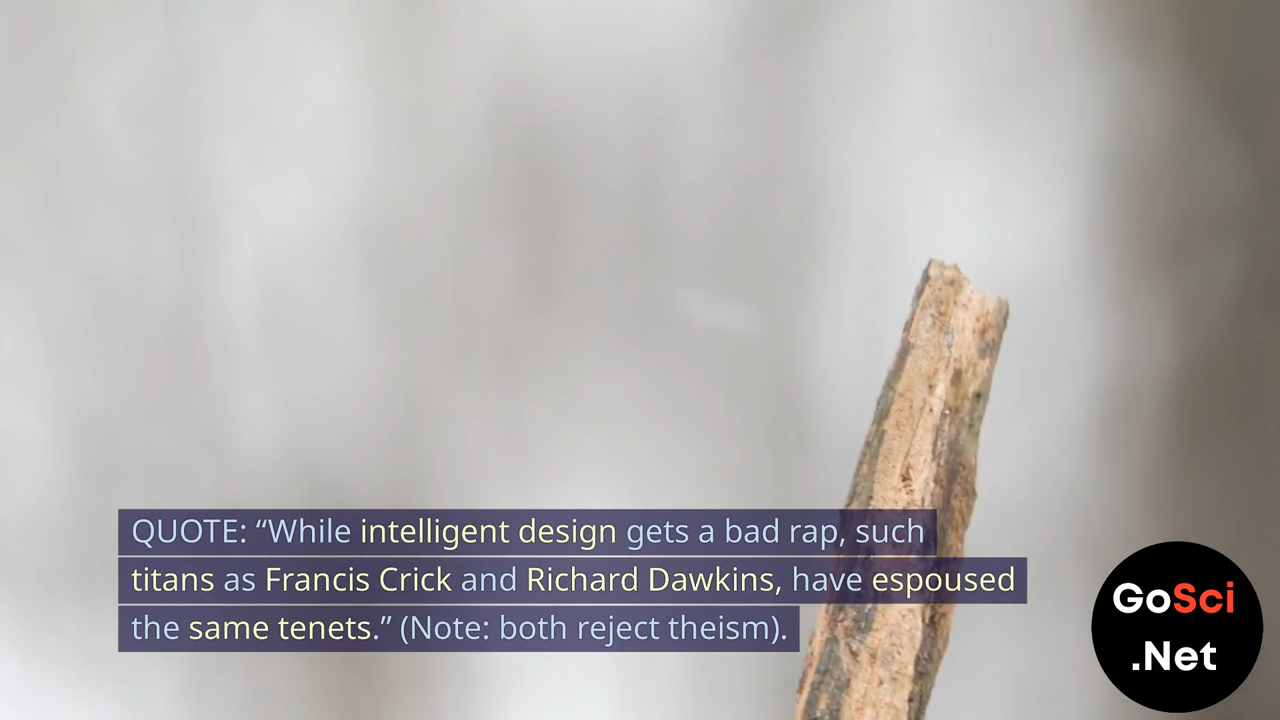 QUOTE: “While intelligent design gets a bad rap, such
titans as Francis Crick and Richard Dawkins, have espoused
the same tenets.” (Note: both reject theism).
GoSci
.Net